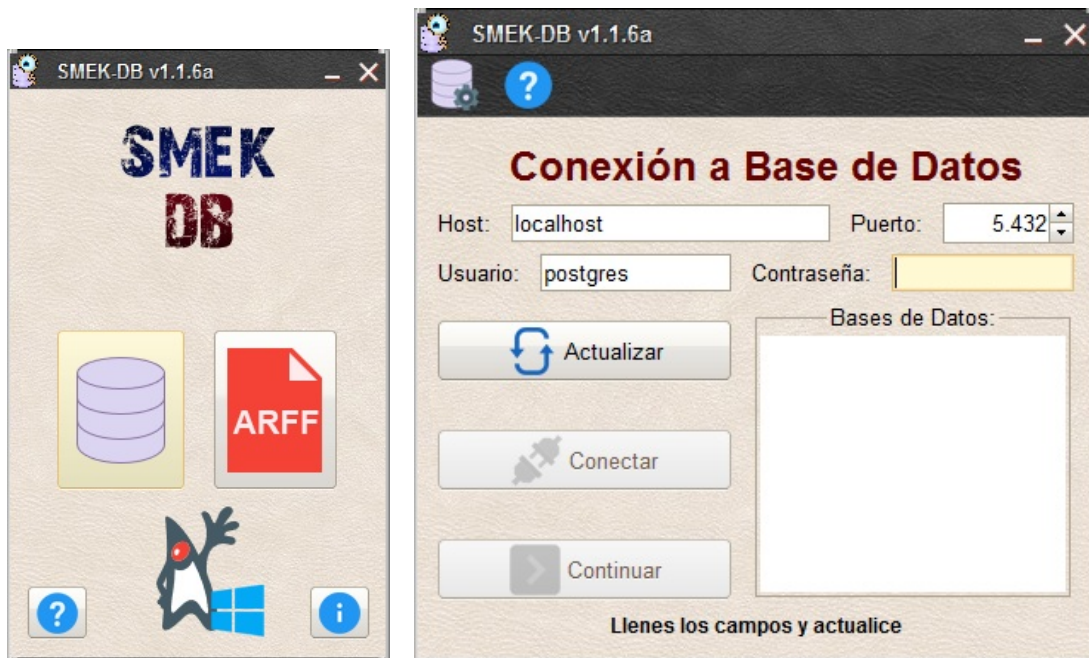 SMEK-DB v1.1.6a
SMEK
DB
ARFF
?
i
SMEK-DB v1.1.6a
?
Conexión a Base de Datos
Host: localhost Puerto: 5.432
Usuario: postgres Contraseña:
Actualizar
Bases de Datos:
Conectar
Continuar
Llenes los campos y actualice